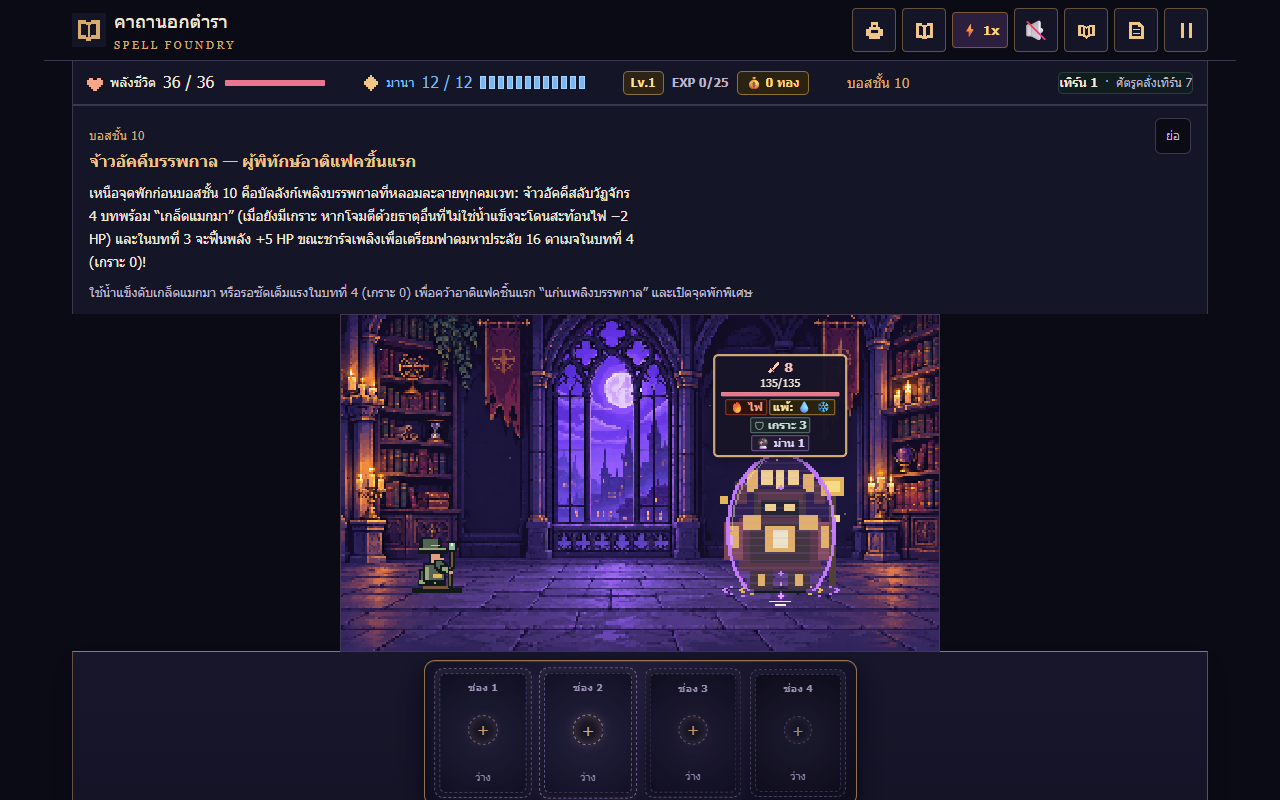 คาถานอกตำรา
SPELL FOUNDRY
1x
พลังชีวิต 36 / 36
มานา 12 / 12
Lv.1
EXP 0/25
0 ทอง
บอสชั้น 10
เทิร์น 1 · ศัตรูคลั่งเทิร์น 7
บอสชั้น 10
ย่อ
จ้าวอัคคีบรรพกาล — ผู้พิทักษ์อาติแฟคชิ้นแรก
เหนือจุดพักก่อนบอสชั้น 10 คือบัลลังก์เพลิงบรรพกาลที่หลอมละลายทุกคมเวท: จ้าวอัคคีสลับวัฏจักร
4 บทพร้อม “เกล็ดแมกมา” (เมื่อยังมีเกราะ หากโจมตีด้วยธาตุอื่นที่ไม่ใช่น้ำแข็งจะโดนสะท้อนไฟ −2
HP) และในบทที่ 3 จะฟื้นพลัง +5 HP ขณะชาร์จเพลิงเพื่อเตรียมฟาดมหาประลัย 16 ดาเมจในบทที่ 4
(เกราะ 0)!
ใช้น้ำแข็งดับเกล็ดแมกมา หรือรอซัดเต็มแรงในบทที่ 4 (เกราะ 0) เพื่อคว้าอาติแฟคชิ้นแรก “แก่นเพลิงบรรพกาล” และเปิดจุดพักพิเศษ
8
135/135
ไฟ แพ้:
เกราะ 3
ม่าน 1
ช่อง 1
ช่อง 2
ช่อง 3
ช่อง 4
+
+
+
+
ว่าง
ว่าง
ว่าง
ว่าง